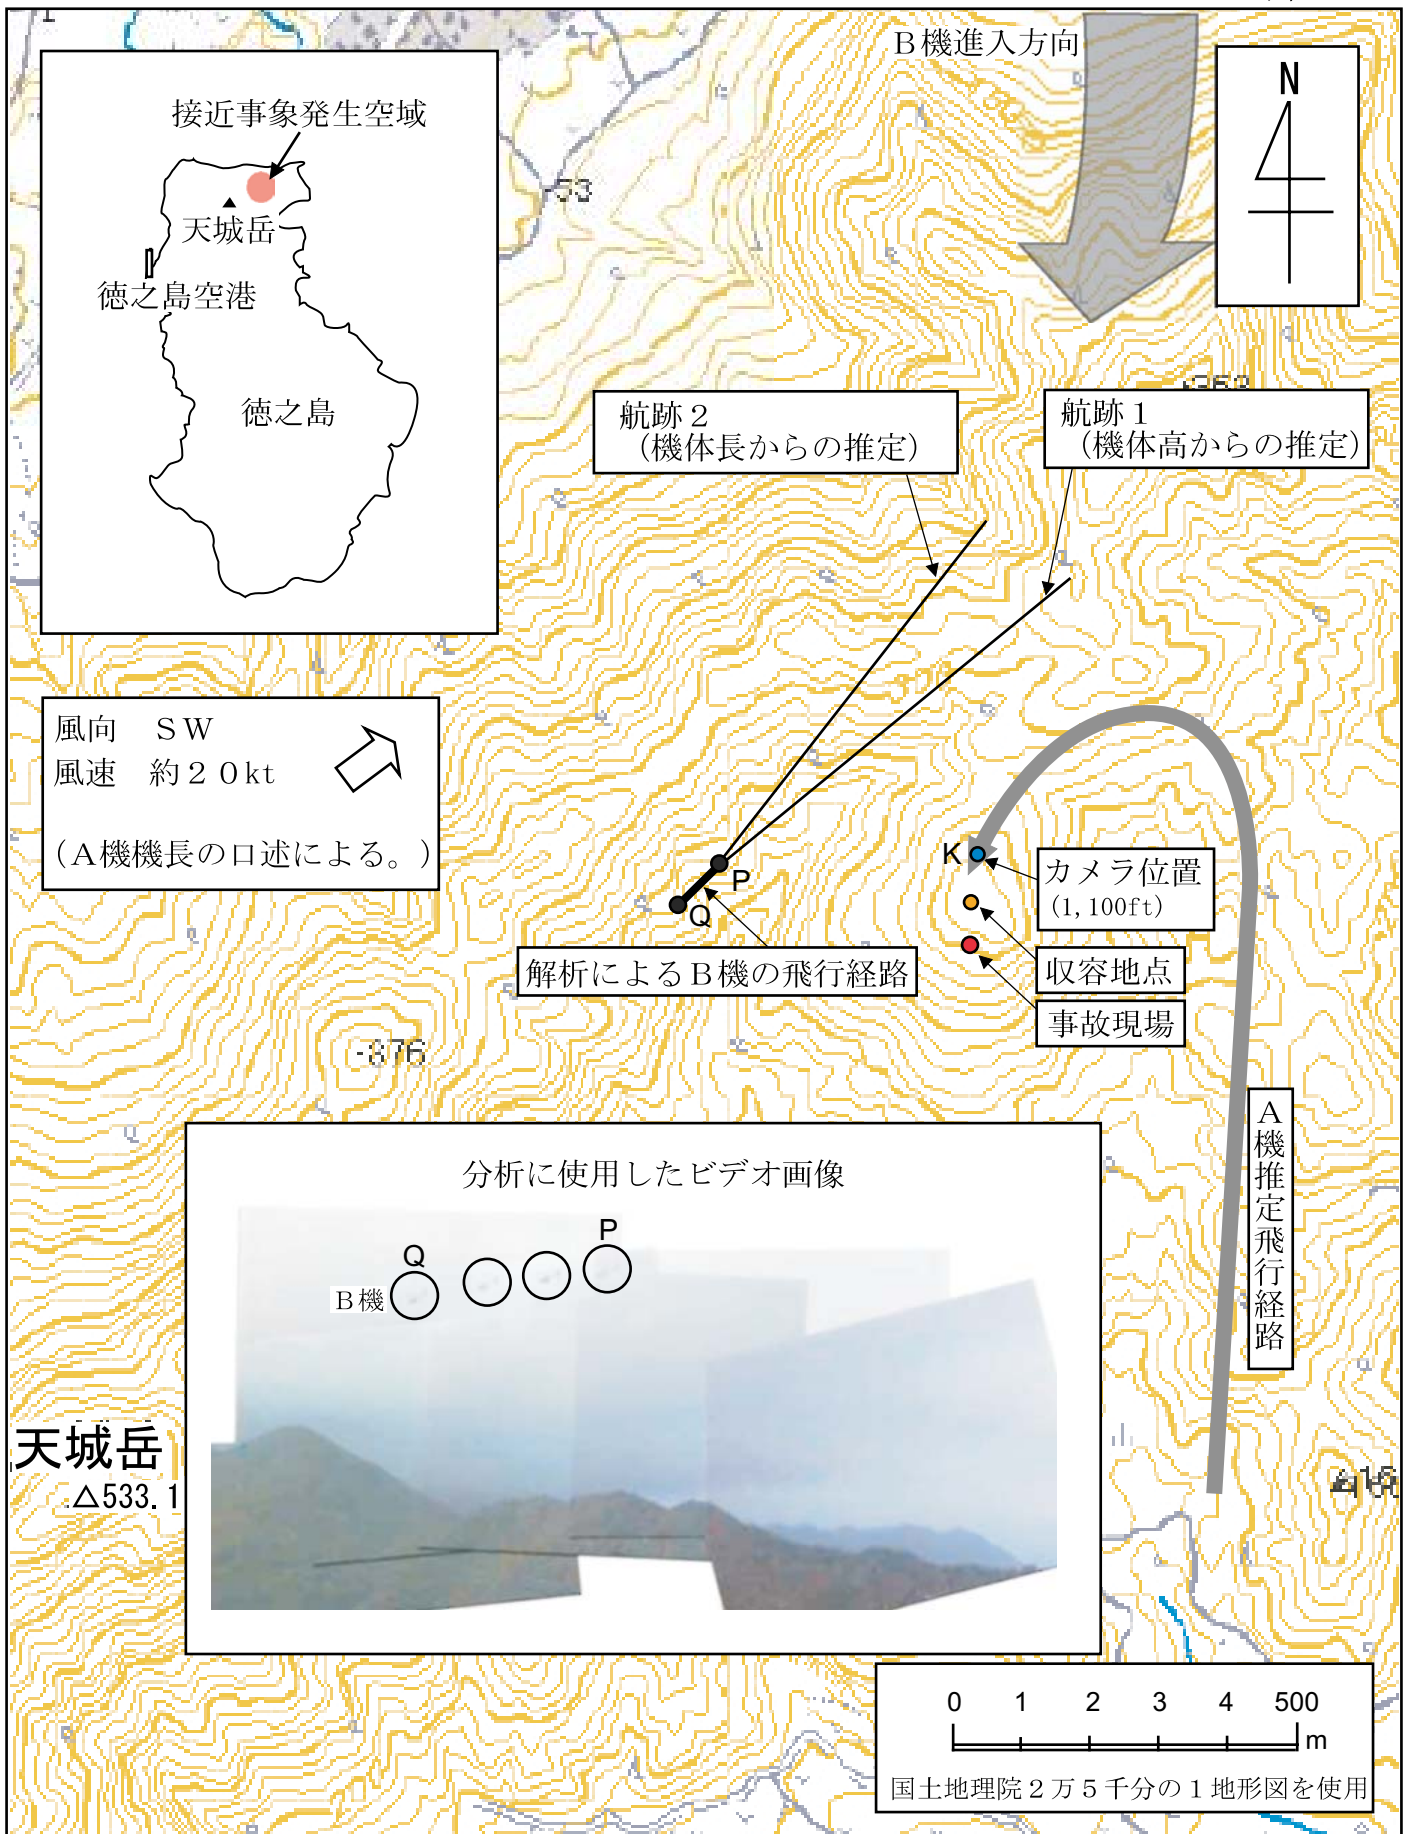 B機進入方向
N
接近事象発生空域
天城岳
徳之島空港
徳之島
-53
航跡２
（機体長からの推定）
航跡１
（機体高からの推定）
風向　ＳＷ
風速　約２０kt
（Ａ機機長の口述による。）
P
Q
K
カメラ位置
(1,100ft)
解析によるＢ機の飛行経路
収容地点
事故現場
-376
A機推定飛行経路
分析に使用したビデオ画像
Q
P
Ｂ機
天城岳
△533.1
0 1 2 3 4 500
m
国土地理院２万５千分の１地形図を使用